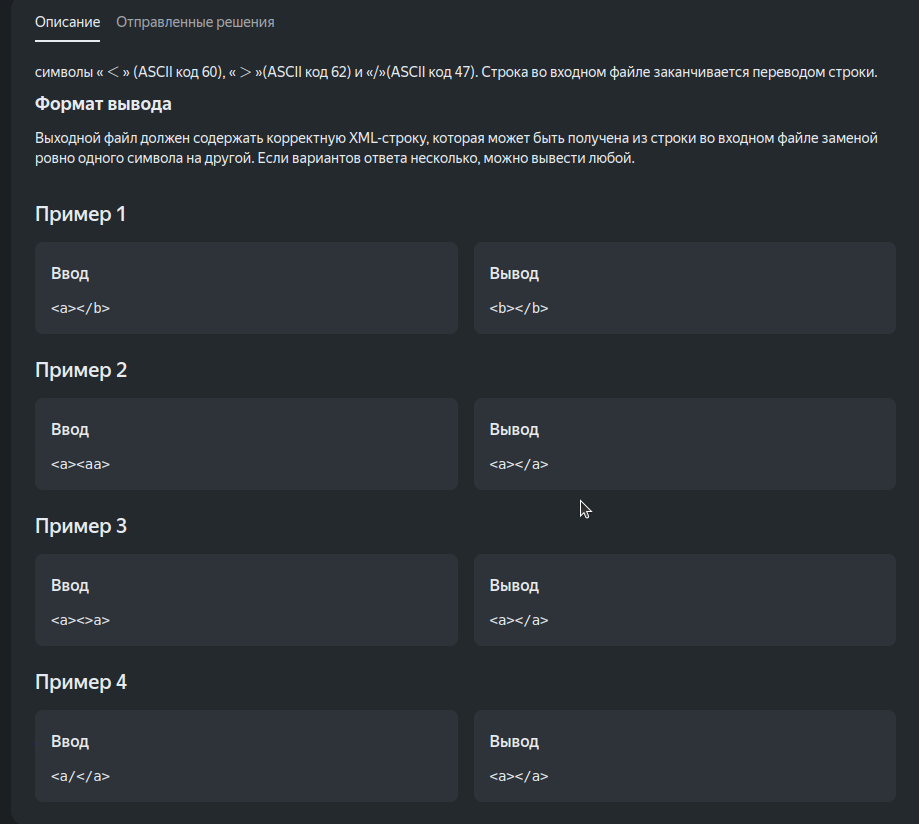 Описание Отправленные решения
символы « < » (ASCII код 60), « > »(ASCII код 62) и «/»(ASCII код 47). Строка во входном файле заканчивается переводом строки.
Формат вывода
Выходной файл должен содержать корректную XML-строку, которая может быть получена из строки во входном файле заменой
ровно одного символа на другой. Если вариантов ответа несколько, можно вывести любой.
Пример 1
Ввод
<a></b>
Вывод
<b></b>
Пример 2
Ввод
<a><aa>
Вывод
<a></a>
Пример 3
Ввод
<a><>a>
Вывод
<a></a>
Пример 4
Ввод
<a/</a>
Вывод
<a></a>